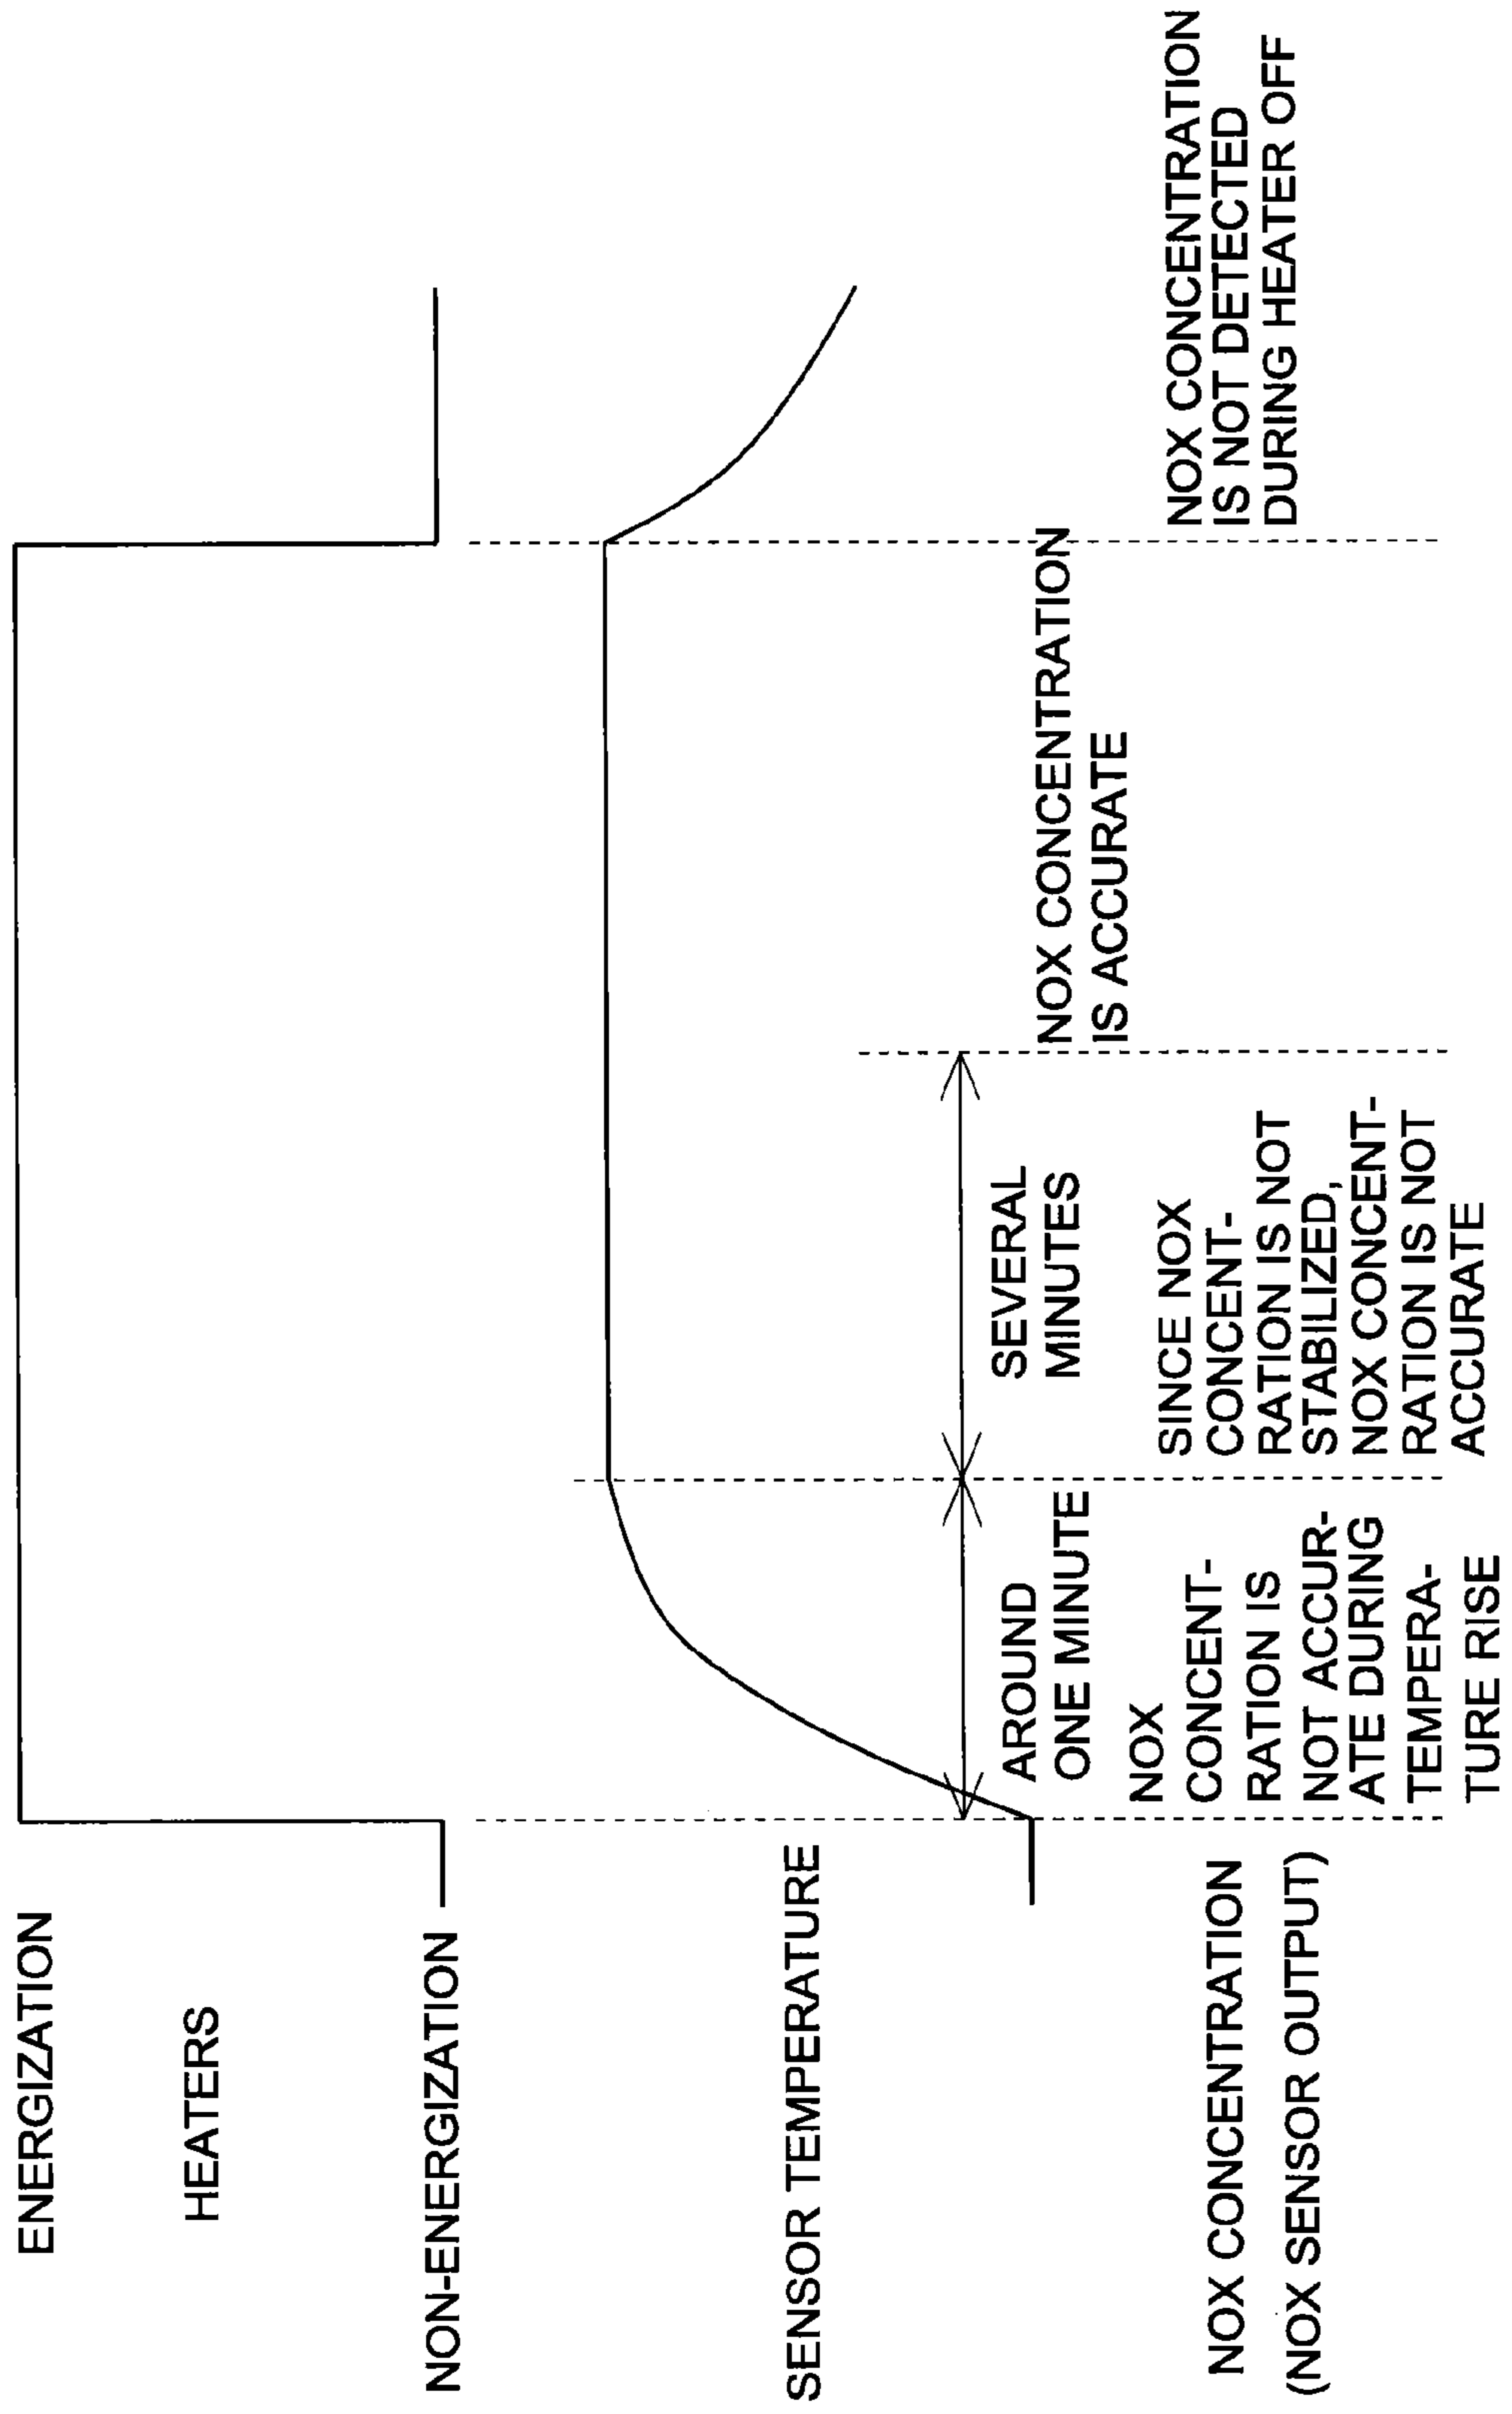 ENERGIZATION
HEATERS
NON-ENERGIZATION
SENSOR TEMPERATURE
NOX CONCENTRATION
(NOX SENSOR OUTPUT)
AROUND
ONE MINUTE
NOX
CONCENT-
RATION IS
NOT ACCUR-
ATE DURING
TEMPERA-
TURE RISE
SEVERAL
MINUTES
SINCE NOX
CONCENT-
RATION IS NOT
STABILIZED,
NOX CONCENT-
RATION IS NOT
ACCURATE
NOX CONCENTRATION
IS ACCURATE
NOX CONCENTRATION
IS NOT DETECTED
DURING HEATER OFF